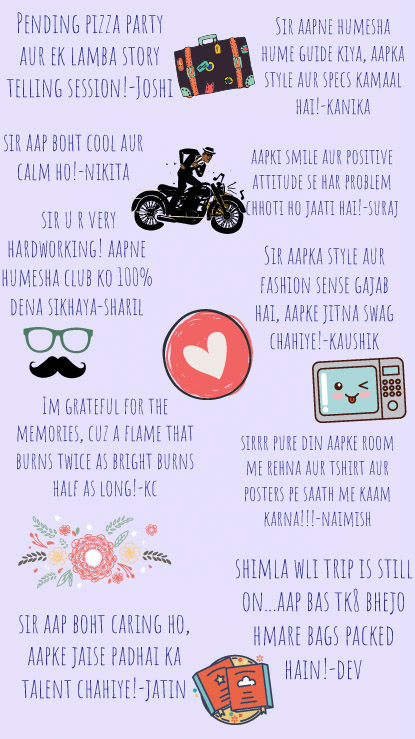 Pending pizza party
aur ek lamba story
telling session!-Joshi
Sir aapne humesha
hume guide kiya, aapka
style aur specs kamaal
hai!-kanika
sir aap boht cool aur
calm ho!-nikita
aapki smile aur positive
attitude se har problem
chhoti ho jaati hai!-suraj
sir u r very
hardworking! aapne
humesha club ko 100%
dena sikhaya-sharil
Sir aapka style aur
fashion sense gajab
hai, aapke jitna swag
chahiye!-kaushik
Im grateful for the
memories, cuz a flame that
burns twice as bright burns
half as long!-kc
sirrr pure din aapke room
me rehna aur tshirt aur
posters pe saath me kaam
karna!!!-naimish
shimla wli trip is still
on...aap bas tk8 bhejo
hmare bags packed
hain!-dev
sir aap boht caring ho,
aapke jaise padhai ka
talent chahiye!-jatin